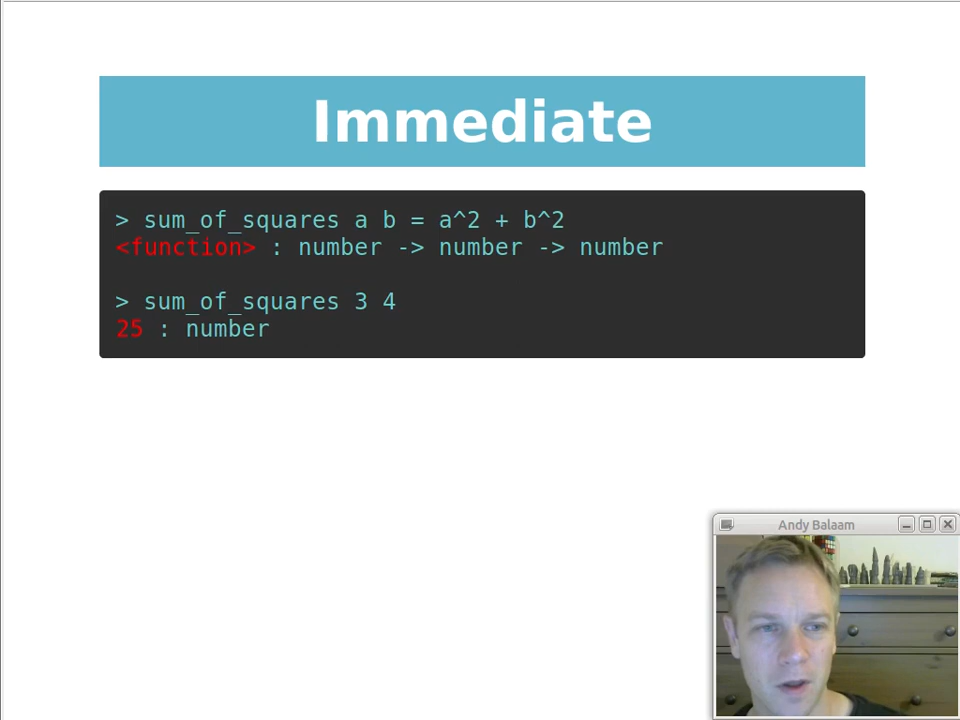 Immediate
> sum_of_squares a b = a^2 + b^2
<function> : number -> number -> number
> sum_of_squares 3 4
25 : number
Andy Balaam